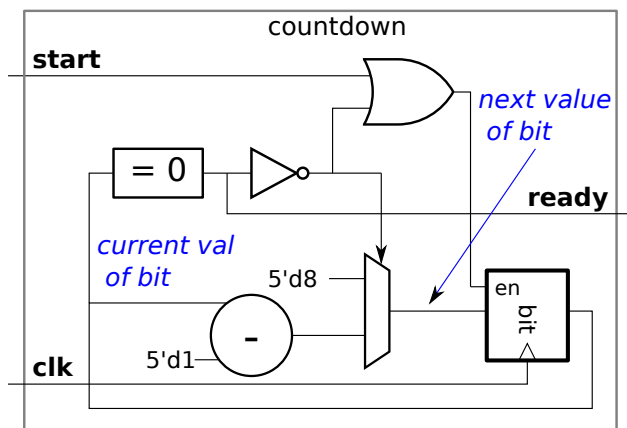 countdown
start
next value
of bit
= 0
ready
current val
of bit
5'd8
en
bit
-
5'd1
clk